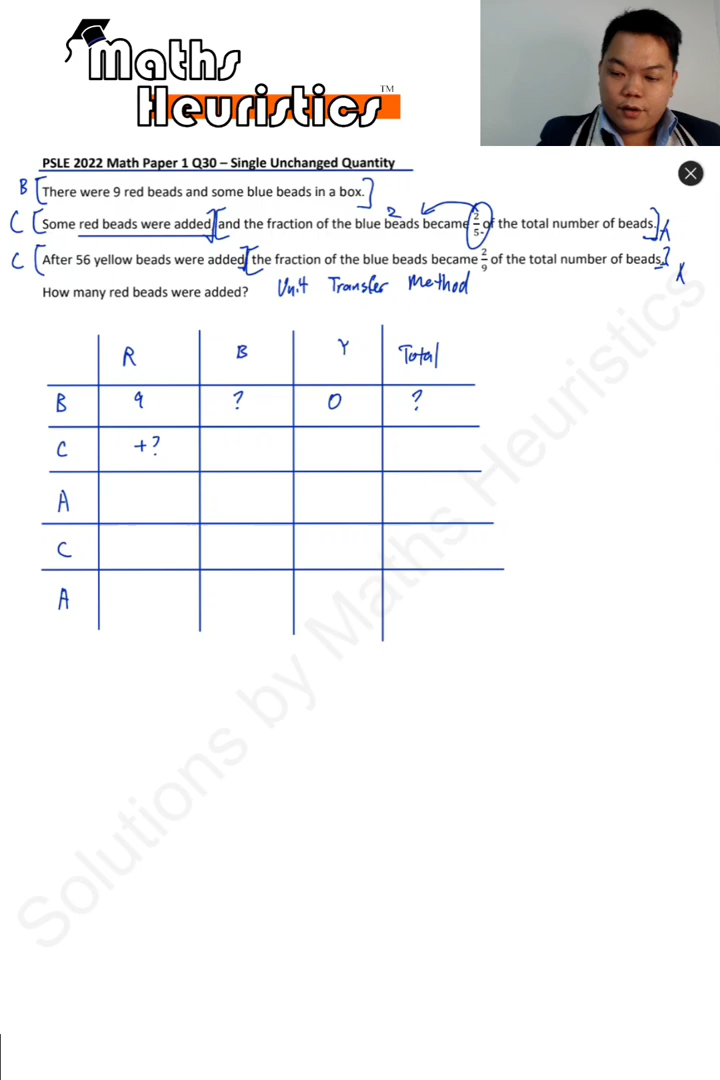 Maths
Heuristics
TM
PSLE 2022 Math Paper 1 Q30 – Single Unchanged Quantity
B [There were 9 red beads and some blue beads in a box.]
2
C [Some red beads were added][and the fraction of the blue beads became 2/5 of the total number of beads.] A
C [After 56 yellow beads were added][the fraction of the blue beads became 2/9 of the total number of beads.] A
How many red beads were added? Unit Transfer Method
R B Y Total
B 9 ? 0 ?
C +?
A
C
A
Solutions by Maths Heuristics